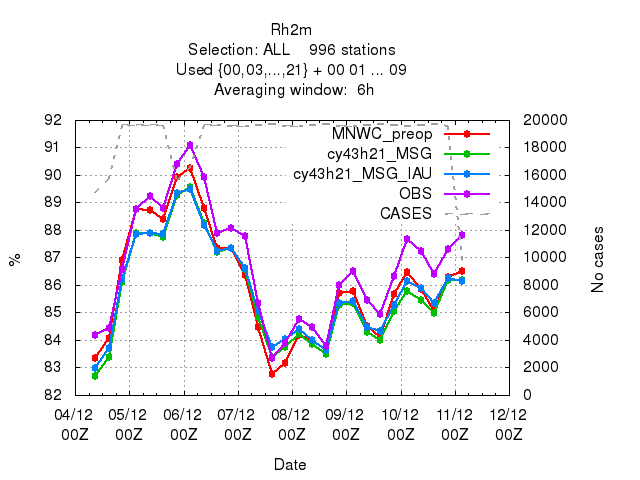 Rh2m
Selection: ALL 996 stations
Used {00,03,...,21} + 00 01 ... 09
Averaging window: 6h
92 20000
91 18000
90 16000
89 14000
88 12000
87 10000
86 8000
85 6000
84 4000
83 2000
82 0
MNWC_preop
cy43h21_MSG
cy43h21_MSG_IAU
OBS
CASES
%
No cases
04/12 05/12 06/12 07/12 08/12 09/12 10/12 11/12 12/12
00Z 00Z 00Z 00Z 00Z 00Z 00Z 00Z 00Z
Date